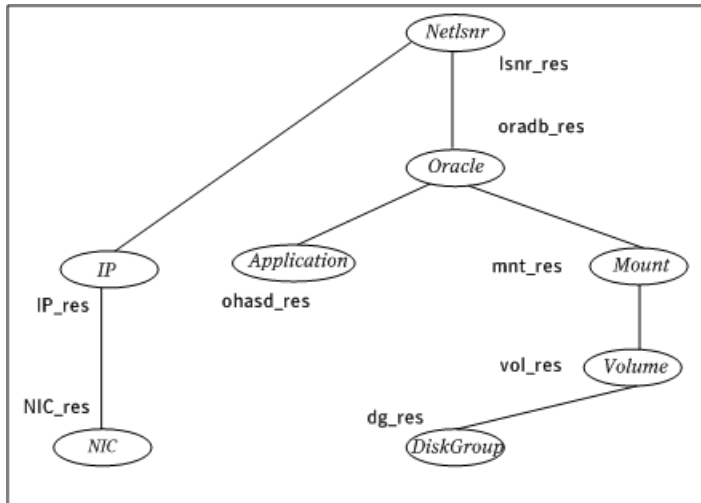 Netlsnr
lsnr_res
oradb_res
Oracle
IP
Application
mnt_res
Mount
IP_res
ohasd_res
vol_res
Volume
NIC_res
dg_res
NIC
DiskGroup